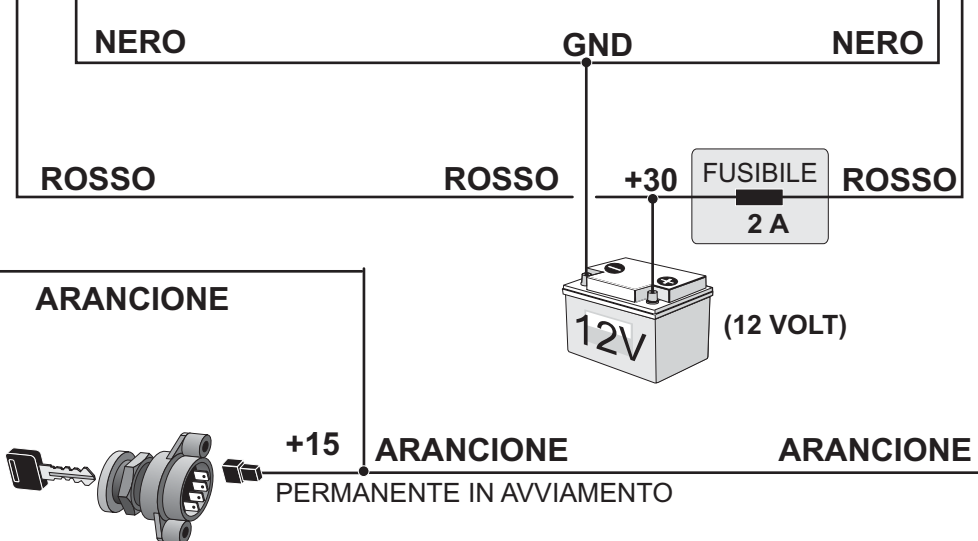 NERO GND NERO
ROSSO ROSSO +30 FUSIBILE ROSSO
2 A
ARANCIONE
12V (12 VOLT)
+15 ARANCIONE ARANCIONE
PERMANENTE IN AVVIAMENTO